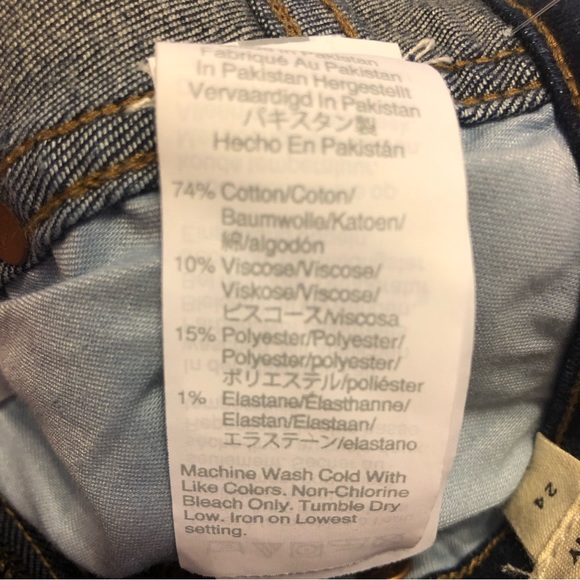 Pakistan
Fabriqué Au Pakistan
In Pakistan Hergestellt
Vervaardigd In Pakistan
パキスタン製
Hecho En Pakistán
74% Cotton/Coton/
Baumwolle/Katoen/
綿/algodón
10% Viscose/Viscose/
Viskose/Viscose/
ビスコース/viscosa
15% Polyester/Polyester/
Polyester/polyester/
ポリエステル/poliéster
1% Elastane/Élasthanne/
Elastan/Elastaan/
エラステーン/elastano
Machine Wash Cold With
Like Colors. Non-Chlorine
Bleach Only. Tumble Dry
Low. Iron on Lowest
setting.
24